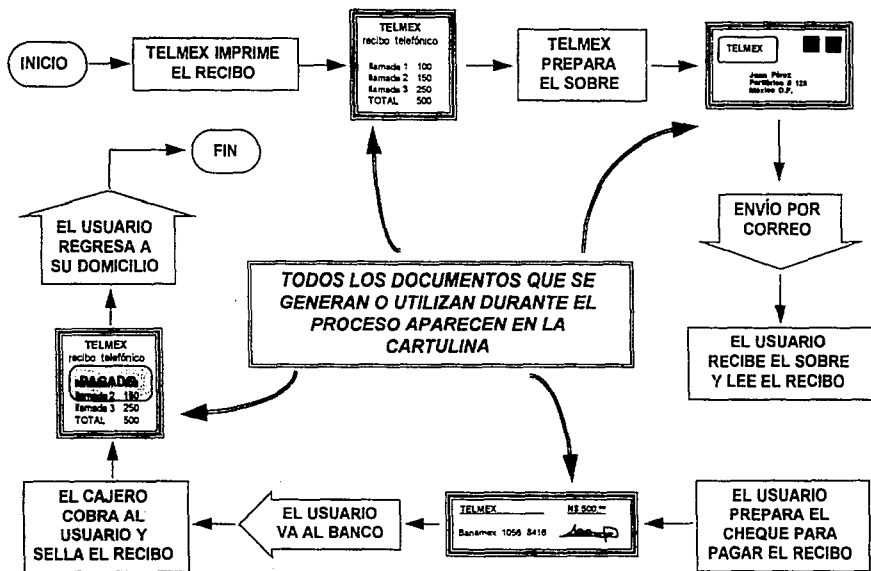 INICIO
TELMEX IMPRIME
EL RECIBO
TELMEX
recibo telefónico
llamada 1 100
llamada 2 150
llamada 3 250
TOTAL 500
TELMEX
PREPARA
EL SOBRE
TELMEX
Juan Pérez
Periférico # 123
México D.F.
ENVÍO POR
CORREO
EL USUARIO
RECIBE EL SOBRE
Y LEE EL RECIBO
EL USUARIO
PREPARA EL
CHEQUE PARA
PAGAR EL RECIBO
TELMEX N$ 500.
Banamex 1056 8416
EL USUARIO
VA AL BANCO
EL CAJERO
COBRA AL
USUARIO Y
SELLA EL RECIBO
TELMEX
recibo telefónico
PAGADO
llamada 2 150
llamada 3 250
TOTAL 500
EL USUARIO
REGRESA A
SU DOMICILIO
FIN
TODOS LOS DOCUMENTOS QUE SE
GENERAN O UTILIZAN DURANTE EL
PROCESO APARECEN EN LA
CARTULINA